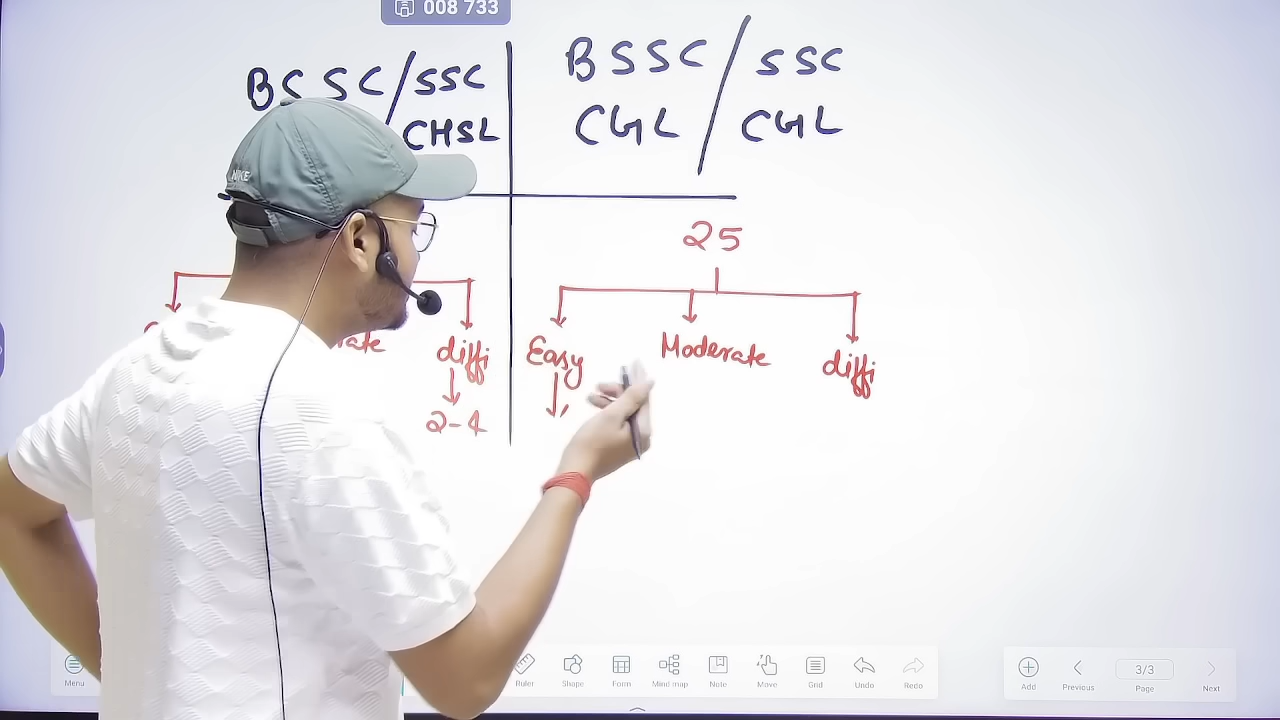 008 733
BSSC/SSC
CHSL
BSSC/SSC
CGL/CGL
NIKE
25
diffi
2-4
Easy
Moderate
diffi
Menu
Ruler
Shape
Form
Mind map
Note
Move
Grid
Undo
Redo
Add
Previous
3/3
Page
Next